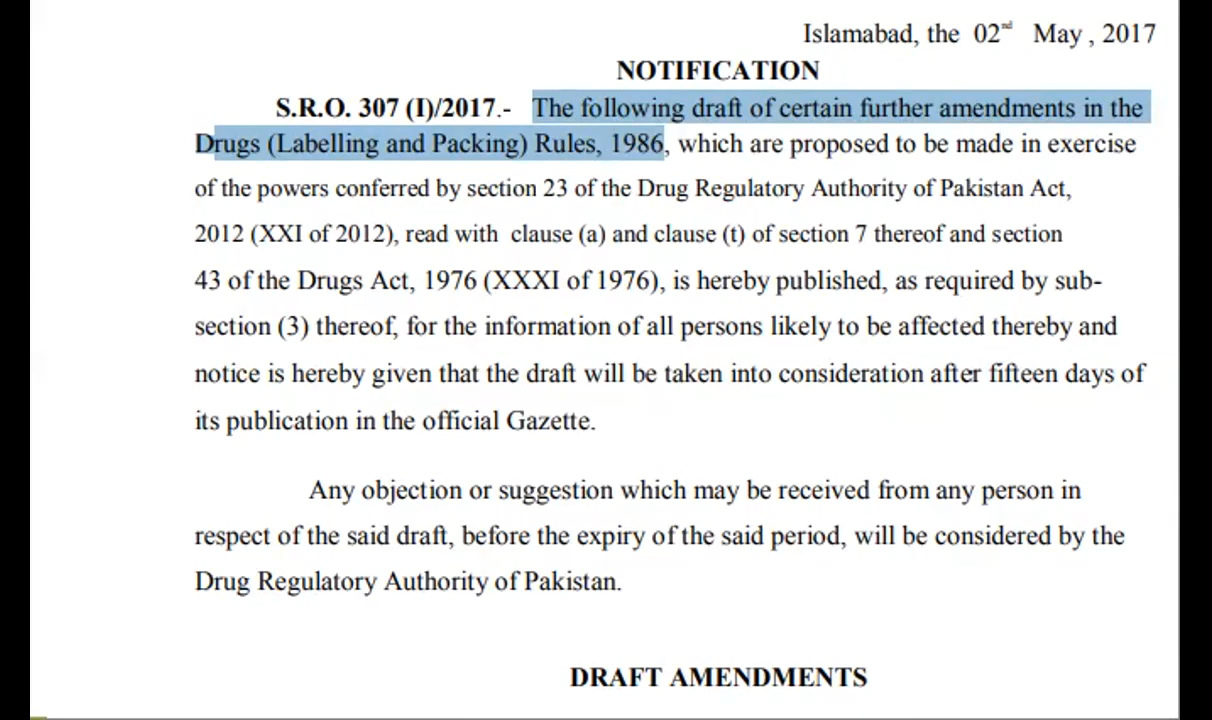 Islamabad, the 02nd May , 2017
NOTIFICATION
S.R.O. 307 (I)/2017.- The following draft of certain further amendments in the
Drugs (Labelling and Packing) Rules, 1986, which are proposed to be made in exercise
of the powers conferred by section 23 of the Drug Regulatory Authority of Pakistan Act,
2012 (XXI of 2012), read with clause (a) and clause (t) of section 7 thereof and section
43 of the Drugs Act, 1976 (XXXI of 1976), is hereby published, as required by sub-
section (3) thereof, for the information of all persons likely to be affected thereby and
notice is hereby given that the draft will be taken into consideration after fifteen days of
its publication in the official Gazette.
Any objection or suggestion which may be received from any person in
respect of the said draft, before the expiry of the said period, will be considered by the
Drug Regulatory Authority of Pakistan.
DRAFT AMENDMENTS